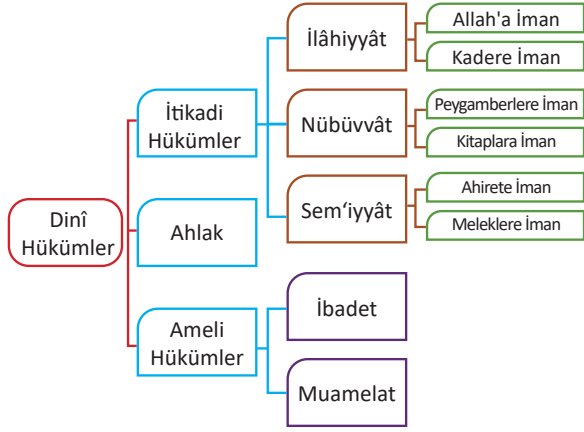 Dinî
Hükümler
İtikadi
Hükümler
İlâhiyyât
Allah'a İman
Kadere İman
Nübüvvât
Peygamberlere İman
Kitaplara İman
Sem‘iyyât
Ahirete İman
Meleklere İman
Ahlak
Ameli
Hükümler
İbadet
Muamelat